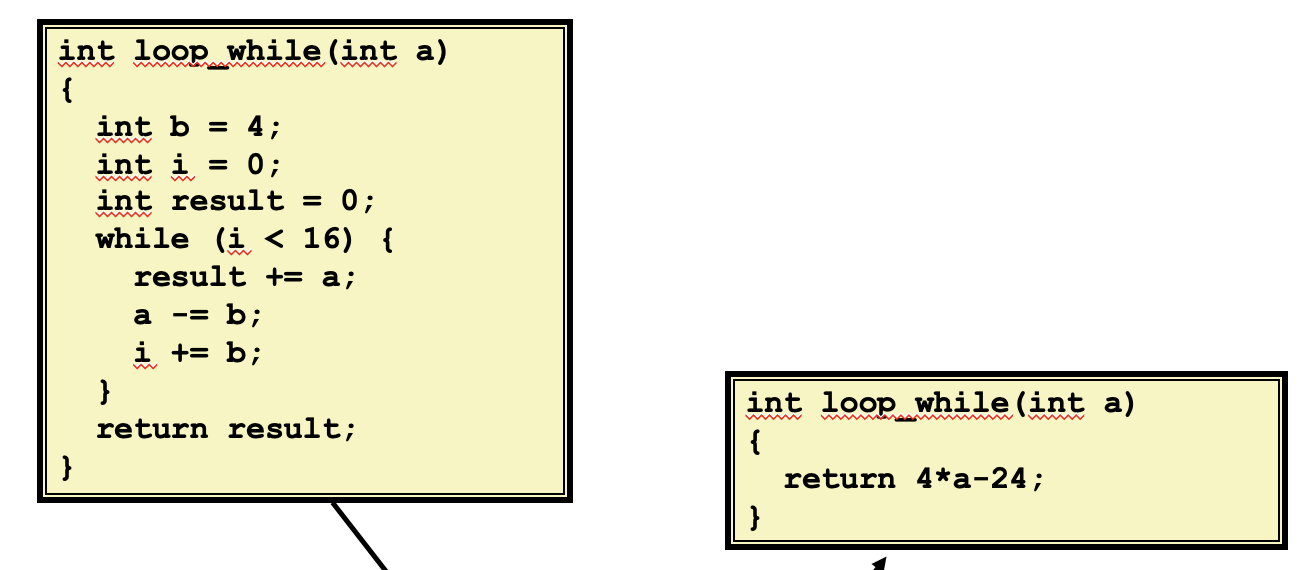 int loop_while(int a)
{
  int b = 4;
  int i = 0;
  int result = 0;
  while (i < 16) {
    result += a;
    a -= b;
    i += b;
  }
  return result;
}
int loop_while(int a)
{
  return 4*a-24;
}